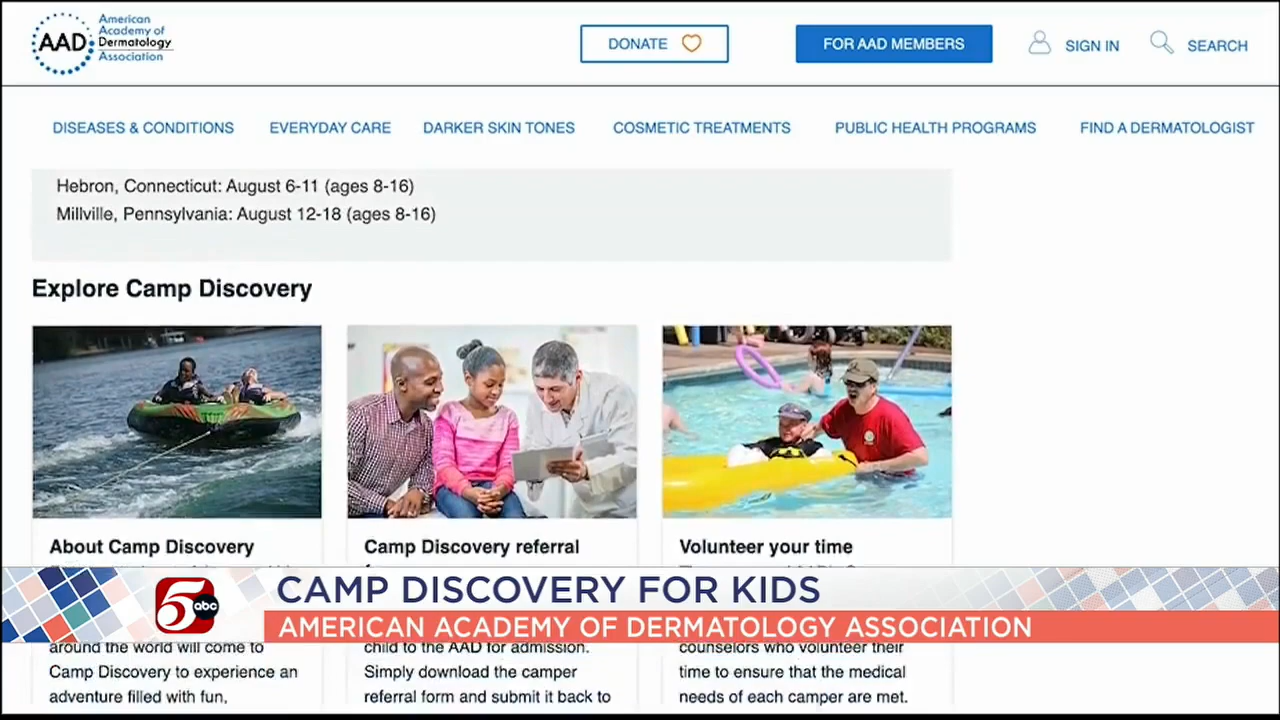 AAD
American
Academy of
Dermatology
Association
DONATE
FOR AAD MEMBERS
SIGN IN
SEARCH
DISEASES & CONDITIONS
EVERYDAY CARE
DARKER SKIN TONES
COSMETIC TREATMENTS
PUBLIC HEALTH PROGRAMS
FIND A DERMATOLOGIST
Hebron, Connecticut: August 6-11 (ages 8-16)
Millville, Pennsylvania: August 12-18 (ages 8-16)
Explore Camp Discovery
About Camp Discovery
around the world will come to
Camp Discovery to experience an
adventure filled with fun,
Camp Discovery referral
child to the AAD for admission.
Simply download the camper
referral form and submit it back to
Volunteer your time
counselors who volunteer their
time to ensure that the medical
needs of each camper are met.
5 abc
CAMP DISCOVERY FOR KIDS
AMERICAN ACADEMY OF DERMATOLOGY ASSOCIATION